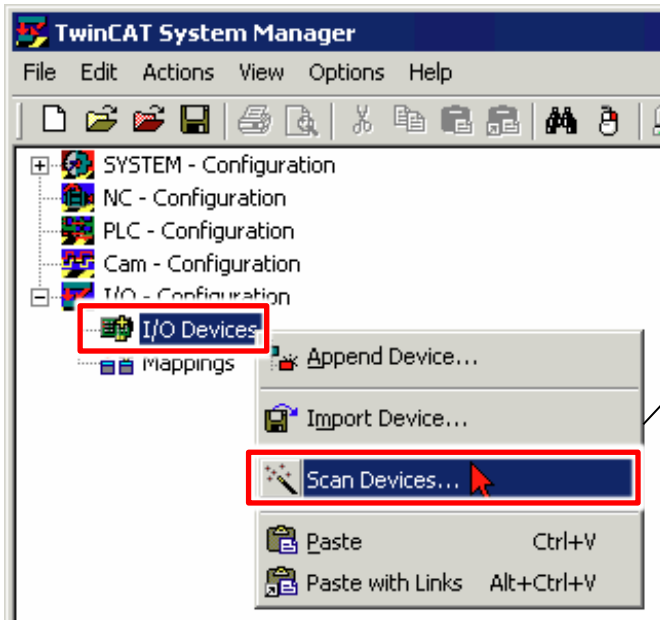 TwinCAT System Manager
File Edit Actions View Options Help
SYSTEM - Configuration
NC - Configuration
PLC - Configuration
Cam - Configuration
I/O - Configuration
I/O Devices
Mappings
Append Device...
Import Device...
Scan Devices...
Paste Ctrl+V
Paste with Links Alt+Ctrl+V